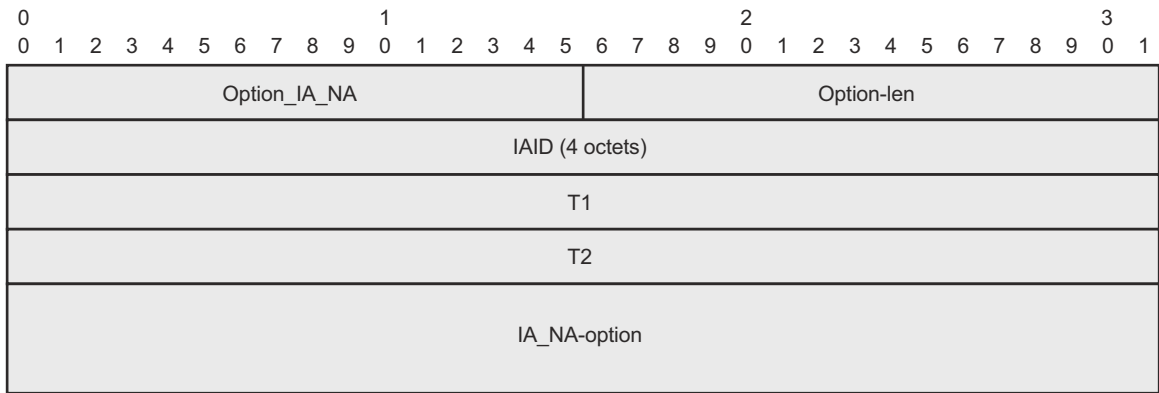 0 1 2 3
0 1 2 3 4 5 6 7 8 9 0 1 2 3 4 5 6 7 8 9 0 1 2 3 4 5 6 7 8 9 0 1
Option_IA_NA Option-len
IAID (4 octets)
T1
T2
IA_NA-option